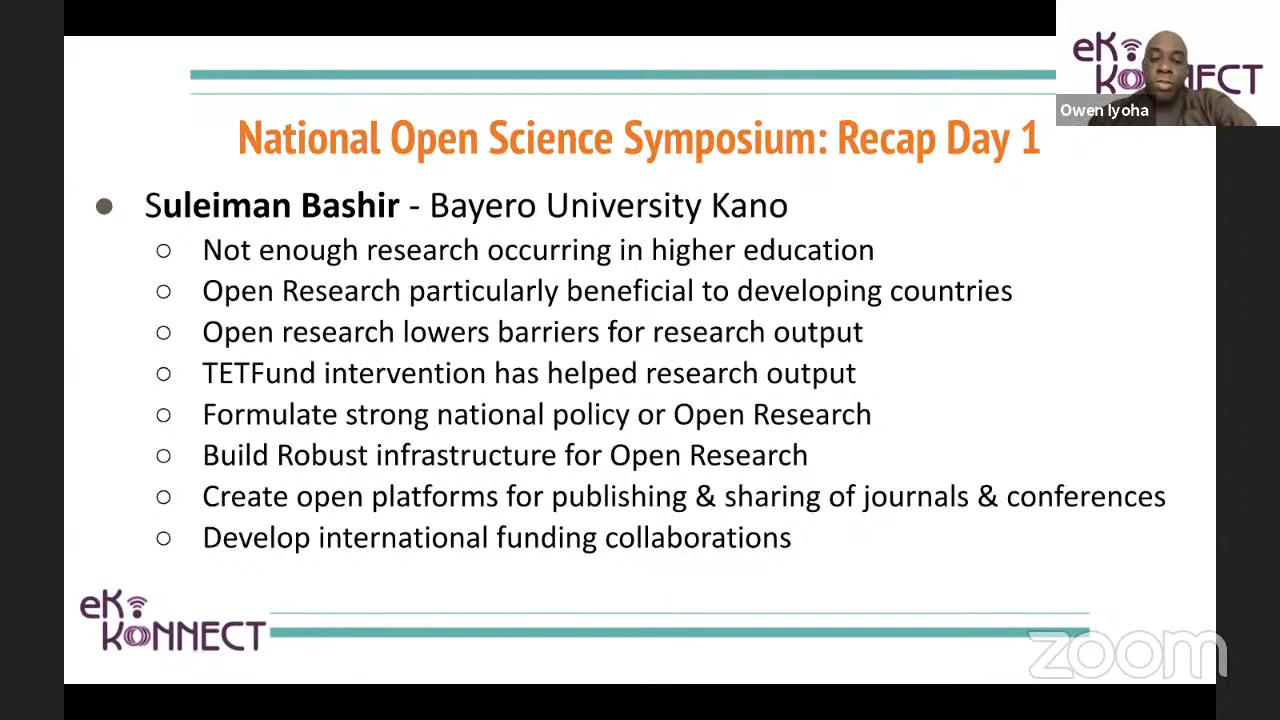 eKo
KONNECT
Owen Iyoha
National Open Science Symposium: Recap Day 1
● Suleiman Bashir - Bayero University Kano
○ Not enough research occurring in higher education
○ Open Research particularly beneficial to developing countries
○ Open research lowers barriers for research output
○ TETFund intervention has helped research output
○ Formulate strong national policy or Open Research
○ Build Robust infrastructure for Open Research
○ Create open platforms for publishing & sharing of journals & conferences
○ Develop international funding collaborations
eKo
KONNECT
zoom